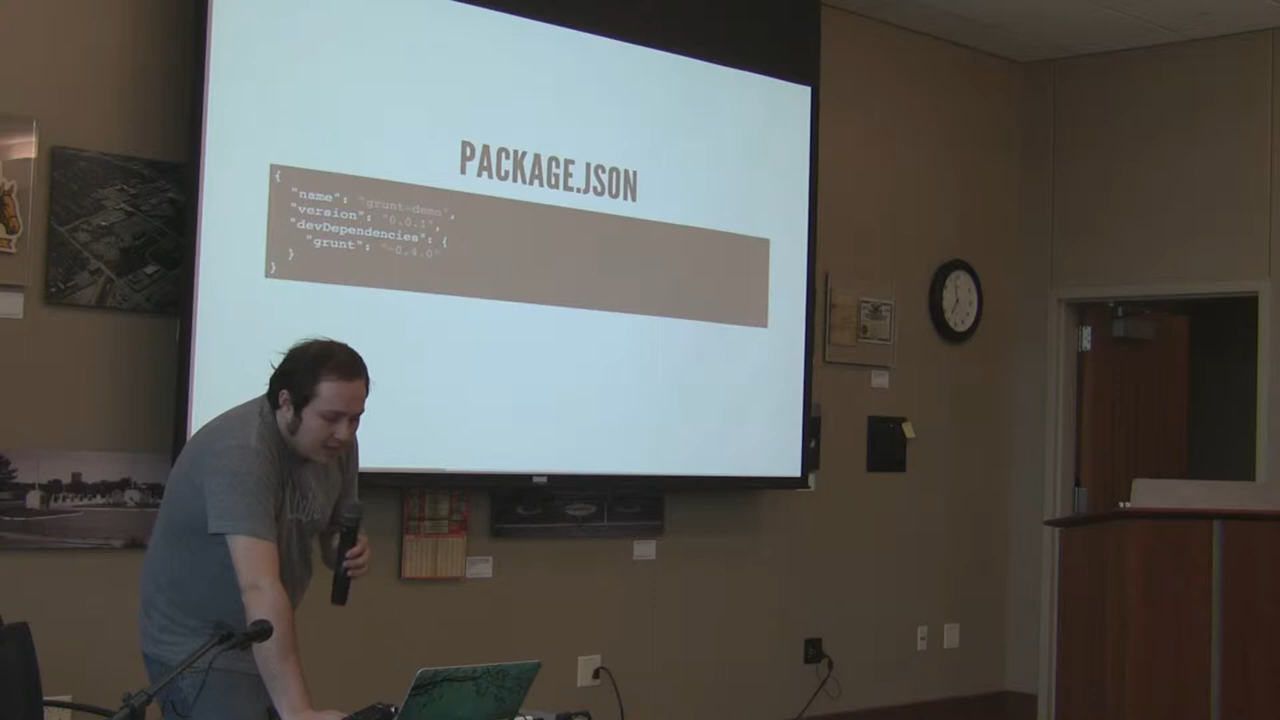 PACKAGE.JSON
{
"name": "grunt-demo",
"version": "0.0.1",
"devDependencies": {
"grunt": "~0.4.0"
}
}